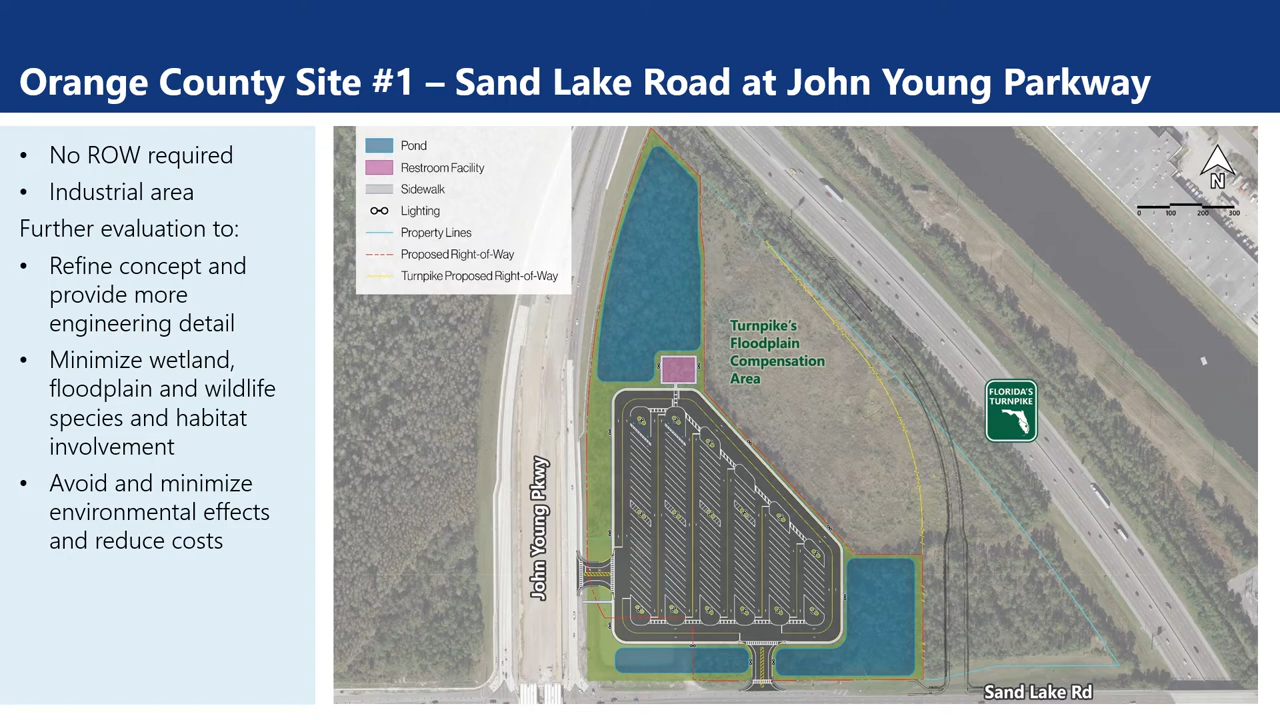 Orange County Site #1 – Sand Lake Road at John Young Parkway
• No ROW required
• Industrial area
Further evaluation to:
• Refine concept and
provide more
engineering detail
• Minimize wetland,
floodplain and wildlife
species and habitat
involvement
• Avoid and minimize
environmental effects
and reduce costs
Pond
Restroom Facility
Sidewalk
Lighting
Property Lines
Proposed Right-of-Way
Turnpike Proposed Right-of-Way
N
0 100 200 300
Turnpike's
Floodplain
Compensation
Area
FLORIDA'S
TURNPIKE
John Young Pkwy
Sand Lake Rd